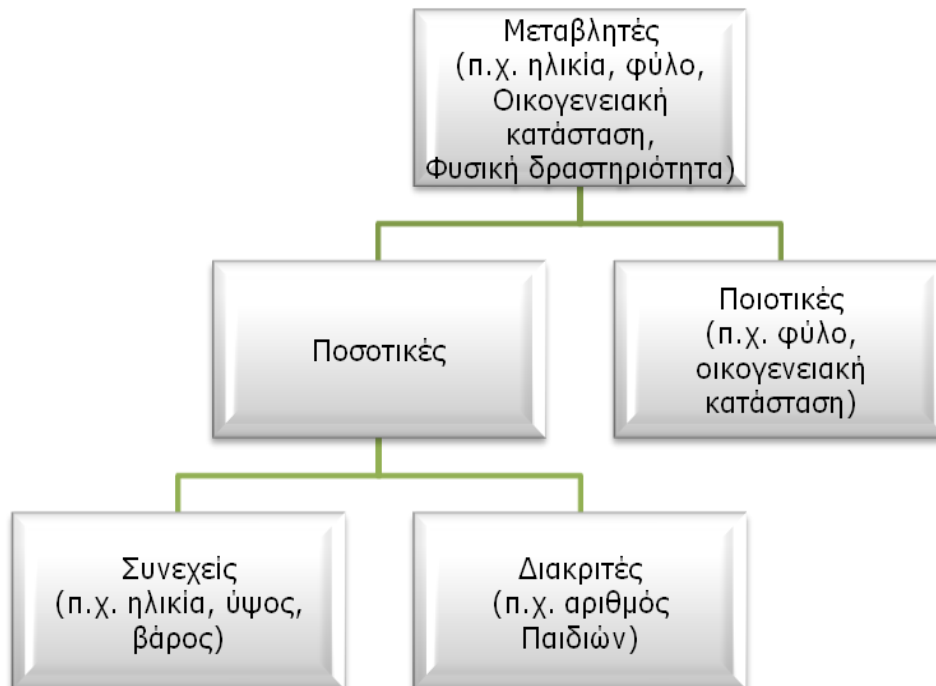 Μεταβλητές
(π.χ. ηλικία, φύλο,
Οικογενειακή
κατάσταση,
Φυσική δραστηριότητα)
Ποσοτικές
Ποιοτικές
(π.χ. φύλο,
οικογενειακή
κατάσταση)
Συνεχείς
(π.χ. ηλικία, ύψος,
βάρος)
Διακριτές
(π.χ. αριθμός
Παιδιών)